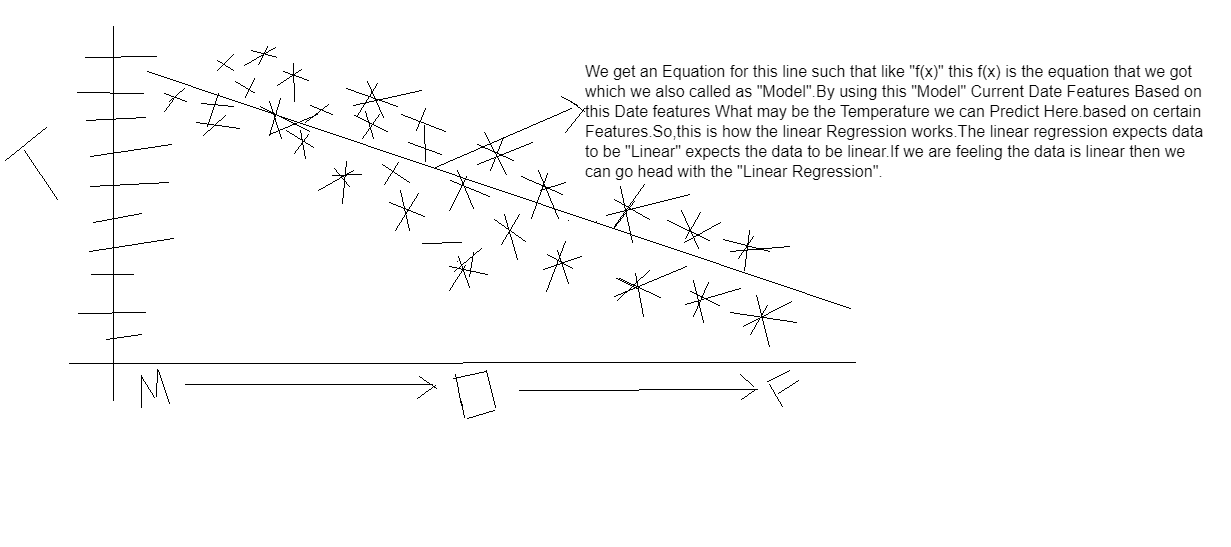 We get an Equation for this line such that like "f(x)" this f(x) is the equation that we got
which we also called as "Model".By using this "Model" Current Date Features Based on
this Date features What may be the Temperature we can Predict Here.based on certain
Features.So,this is how the linear Regression works.The linear regression expects data
to be "Linear" expects the data to be linear.If we are feeling the data is linear then we
can go head with the "Linear Regression".
T
M D F